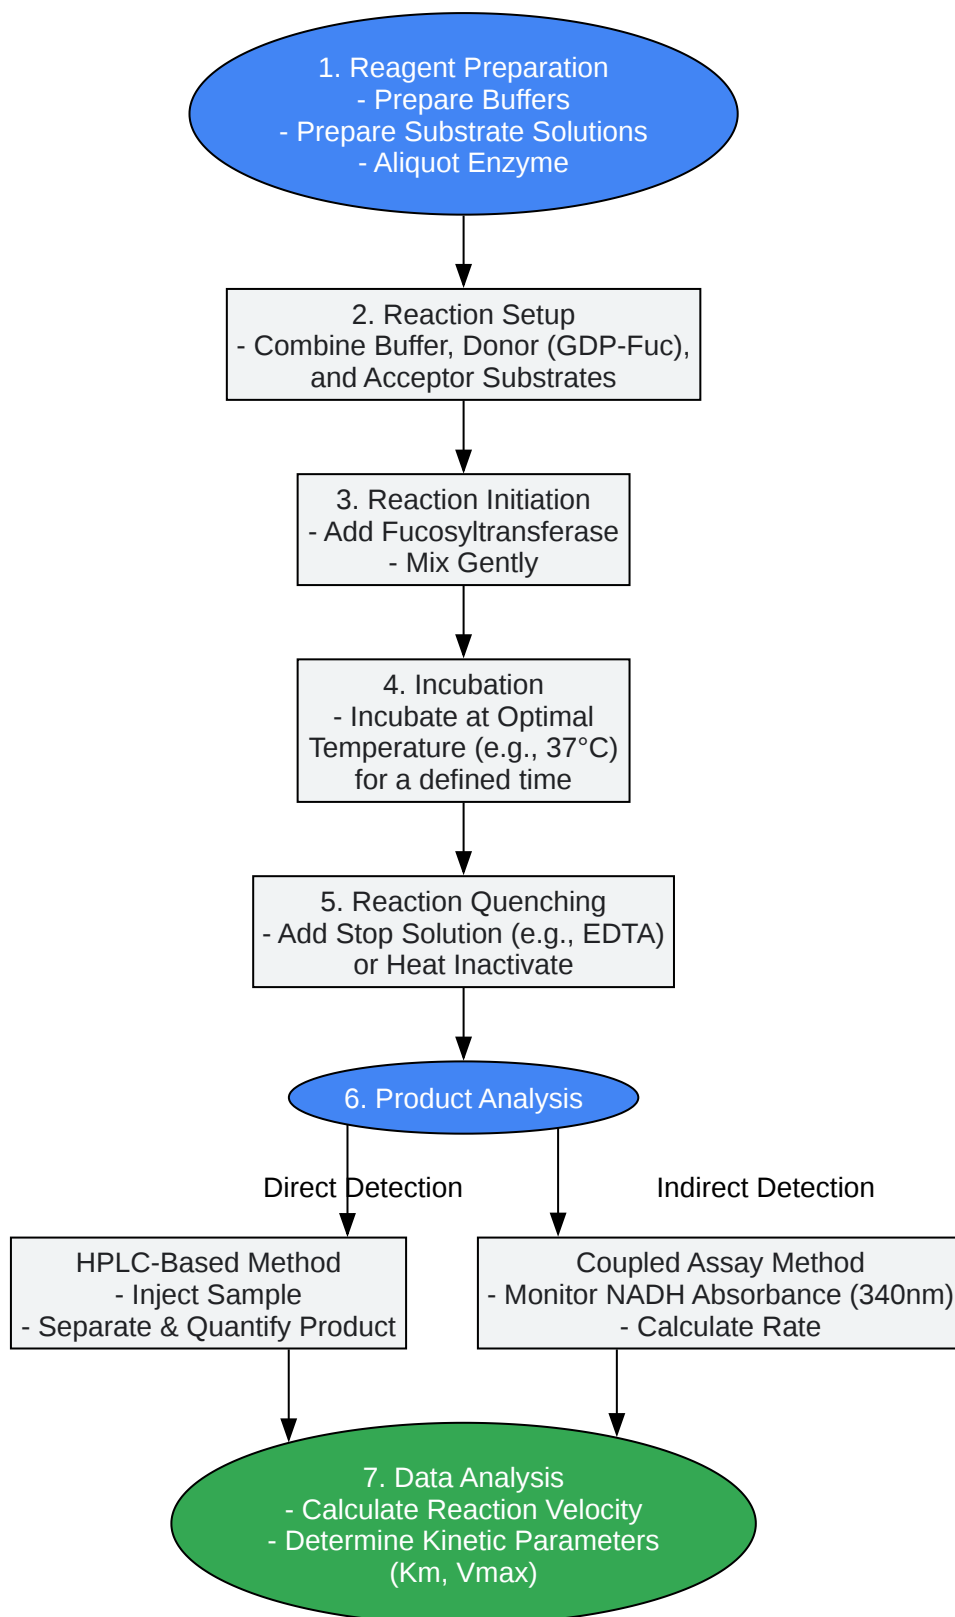 1. Reagent Preparation
- Prepare Buffers
- Prepare Substrate Solutions
- Aliquot Enzyme
2. Reaction Setup
- Combine Buffer, Donor (GDP-Fuc),
and Acceptor Substrates
3. Reaction Initiation
- Add Fucosyltransferase
- Mix Gently
4. Incubation
- Incubate at Optimal
Temperature (e.g., 37°C)
for a defined time
5. Reaction Quenching
- Add Stop Solution (e.g., EDTA)
or Heat Inactivate
6. Product Analysis
Direct Detection
Indirect Detection
HPLC-Based Method
- Inject Sample
- Separate & Quantify Product
Coupled Assay Method
- Monitor NADH Absorbance (340nm)
- Calculate Rate
7. Data Analysis
- Calculate Reaction Velocity
- Determine Kinetic Parameters
(Km, Vmax)